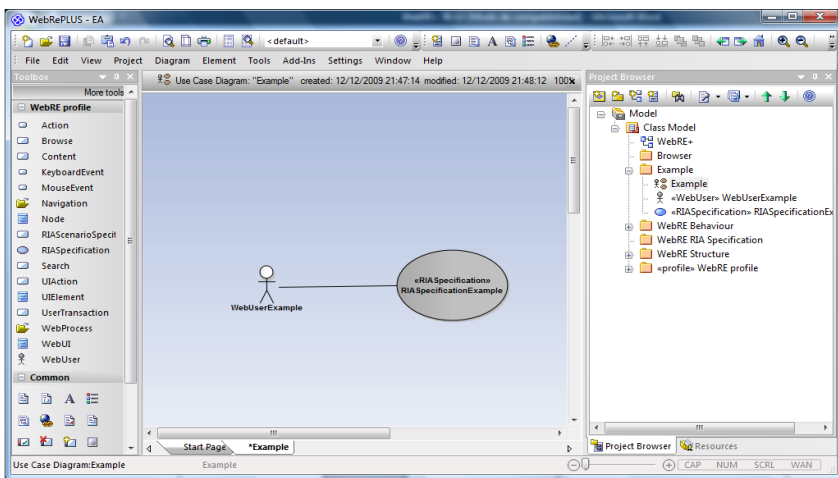 WebRePLUS - EA
<default>
File Edit View Project Diagram Element Tools Add-Ins Settings Window Help
Toolbox
More tools
WebRE profile
Action
Browse
Content
KeyboardEvent
MouseEvent
Navigation
Node
RIAScenarioSpecif
RIASpecification
Search
UIAction
UIElement
UserTransaction
WebProcess
WebUI
WebUser
Common
Use Case Diagram: "Example" created: 12/12/2009 21:47:14 modified: 12/12/2009 21:48:12 100%
WebUserExample
«RIASpecification»
RIASpecificationExample
Start Page *Example
Project Browser
Model
Class Model
WebRE+
Browser
Example
Example
«WebUser» WebUserExample
«RIASpecification» RIASpecificationEx
WebRE Behaviour
WebRE RIA Specification
WebRE Structure
«profile» WebRE profile
Project Browser Resources
Use Case Diagram:Example Example CAP NUM SCRL WAN